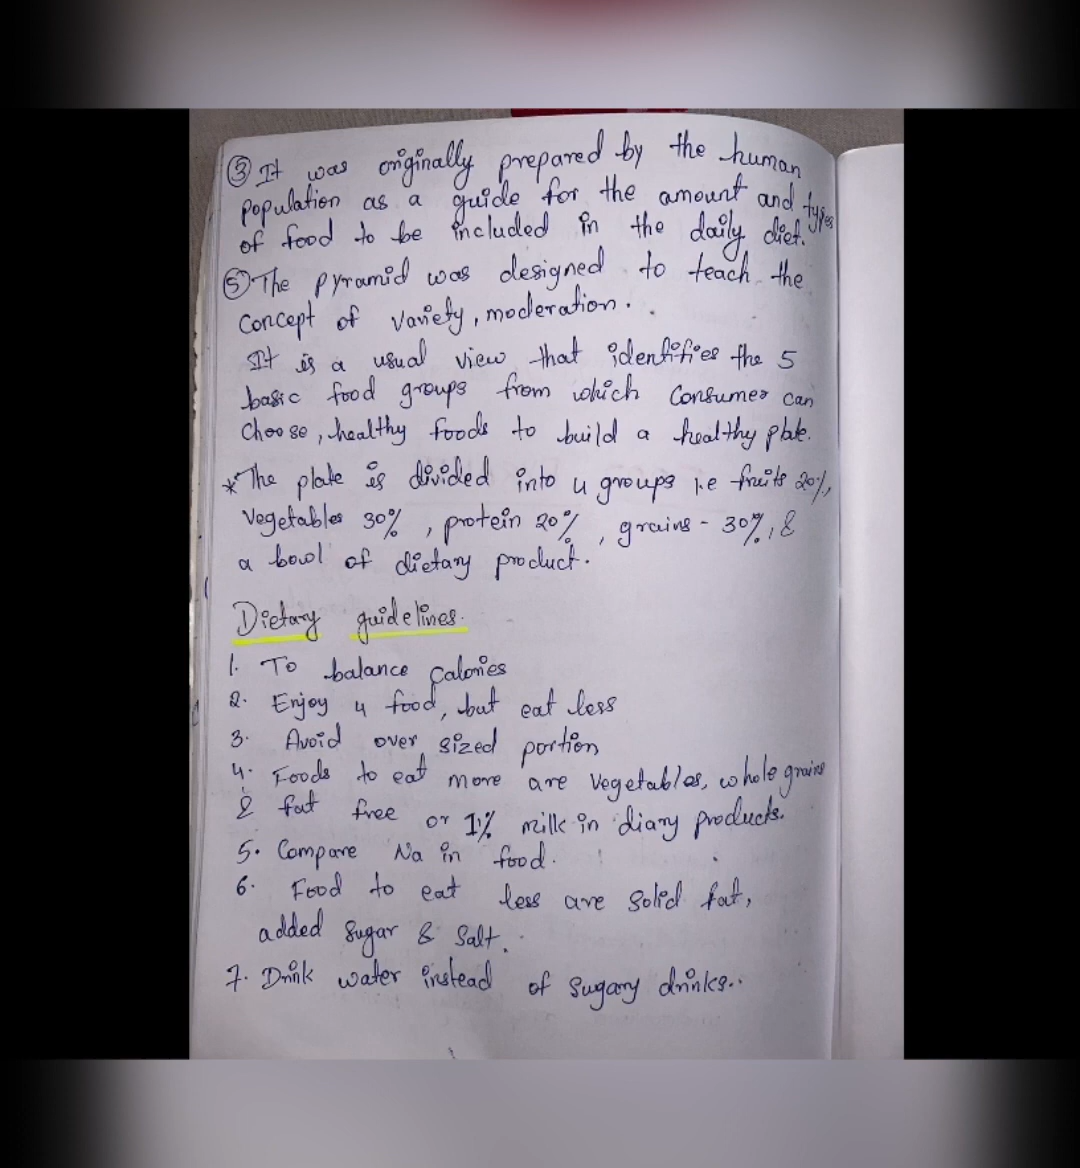 ③ It was originally prepared by the human
population as a guide for the amount and types
of food to be included in the daily diet.
⑤ The pyramid was designed to teach the
concept of variety, moderation.
It is a usual view that identifies the 5
basic food groups from which Consumer can
choose, healthy foods to build a healthy plate.
* The plate is divided into 4 groups i.e fruits 20%,
Vegetables 30%, protein 20%, grains - 30%, &
a bowl of dietary product.
Dietary guidelines.
1. To balance Calories
2. Enjoy 4 food, but eat less
3. Avoid over sized portion
4. Foods to eat more are vegetables, whole grains
& fat free or 1% milk in diary products.
5. Compare Na in food.
6. Food to eat less are solid fat,
added sugar & salt.
7. Drink water instead of sugary drinks..